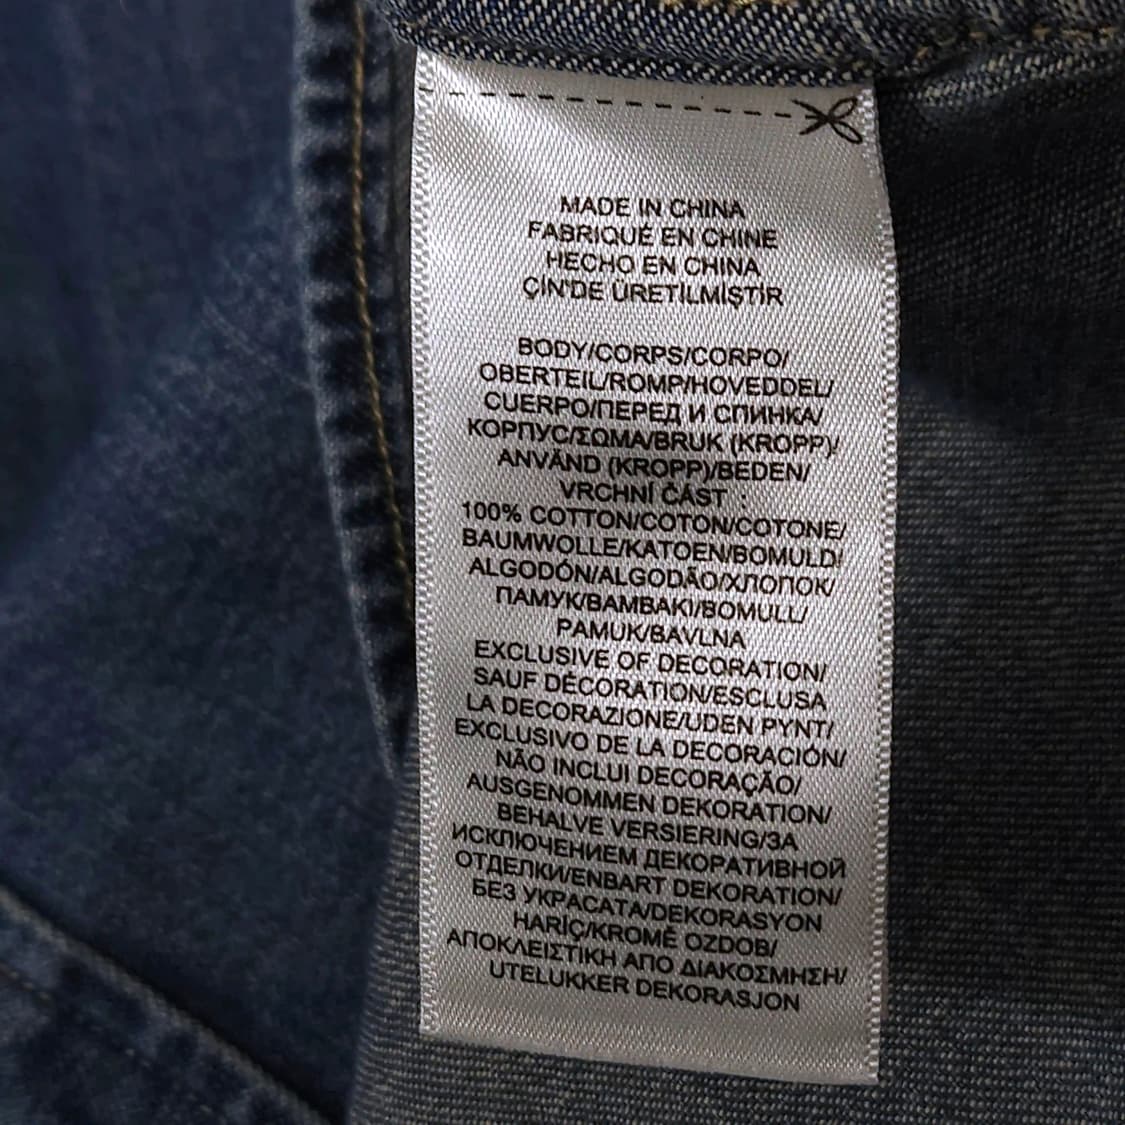 MADE IN CHINA
FABRIQUÉ EN CHINE
HECHO EN CHINA
ÇİN'DE ÜRETİLMİŞTİR
BODY/CORPS/CORPO/
OBERTEIL/ROMP/HOVEDDEL/
CUERPO/ПЕРЕД И СПИНКА/
КОРПУС/ΣΩΜΑ/BRUK (KROPP)/
ANVÄND (KROPP)/BEDEN/
VRCHNÍ ČÁST :
100% COTTON/COTON/COTONE/
BAUMWOLLE/KATOEN/BOMULD/
ALGODÓN/ALGODÃO/ХЛОПОК/
ПАМУК/ΒΑΜΒΑΚΙ/BOMULL/
PAMUK/BAVLNA
EXCLUSIVE OF DECORATION/
SAUF DÉCORATION/ESCLUSA
LA DECORAZIONE/UDEN PYNT/
EXCLUSIVO DE LA DECORACIÓN/
NÃO INCLUI DECORAÇÃO/
AUSGENOMMEN DEKORATION/
BEHALVE VERSIERING/ЗА
ИСКЛЮЧЕНИЕМ ДЕКОРАТИВНОЙ
ОТДЕЛКИ/ENBART DEKORATION/
БЕЗ УКРАСАТА/DEKORASYON
HARİÇ/KROMĚ OZDOB/
ΑΠΟΚΛΕΙΣΤΙΚΗ ΑΠΟ ΔΙΑΚΟΣΜΗΣΗ/
UTELUKKER DEKORASJON